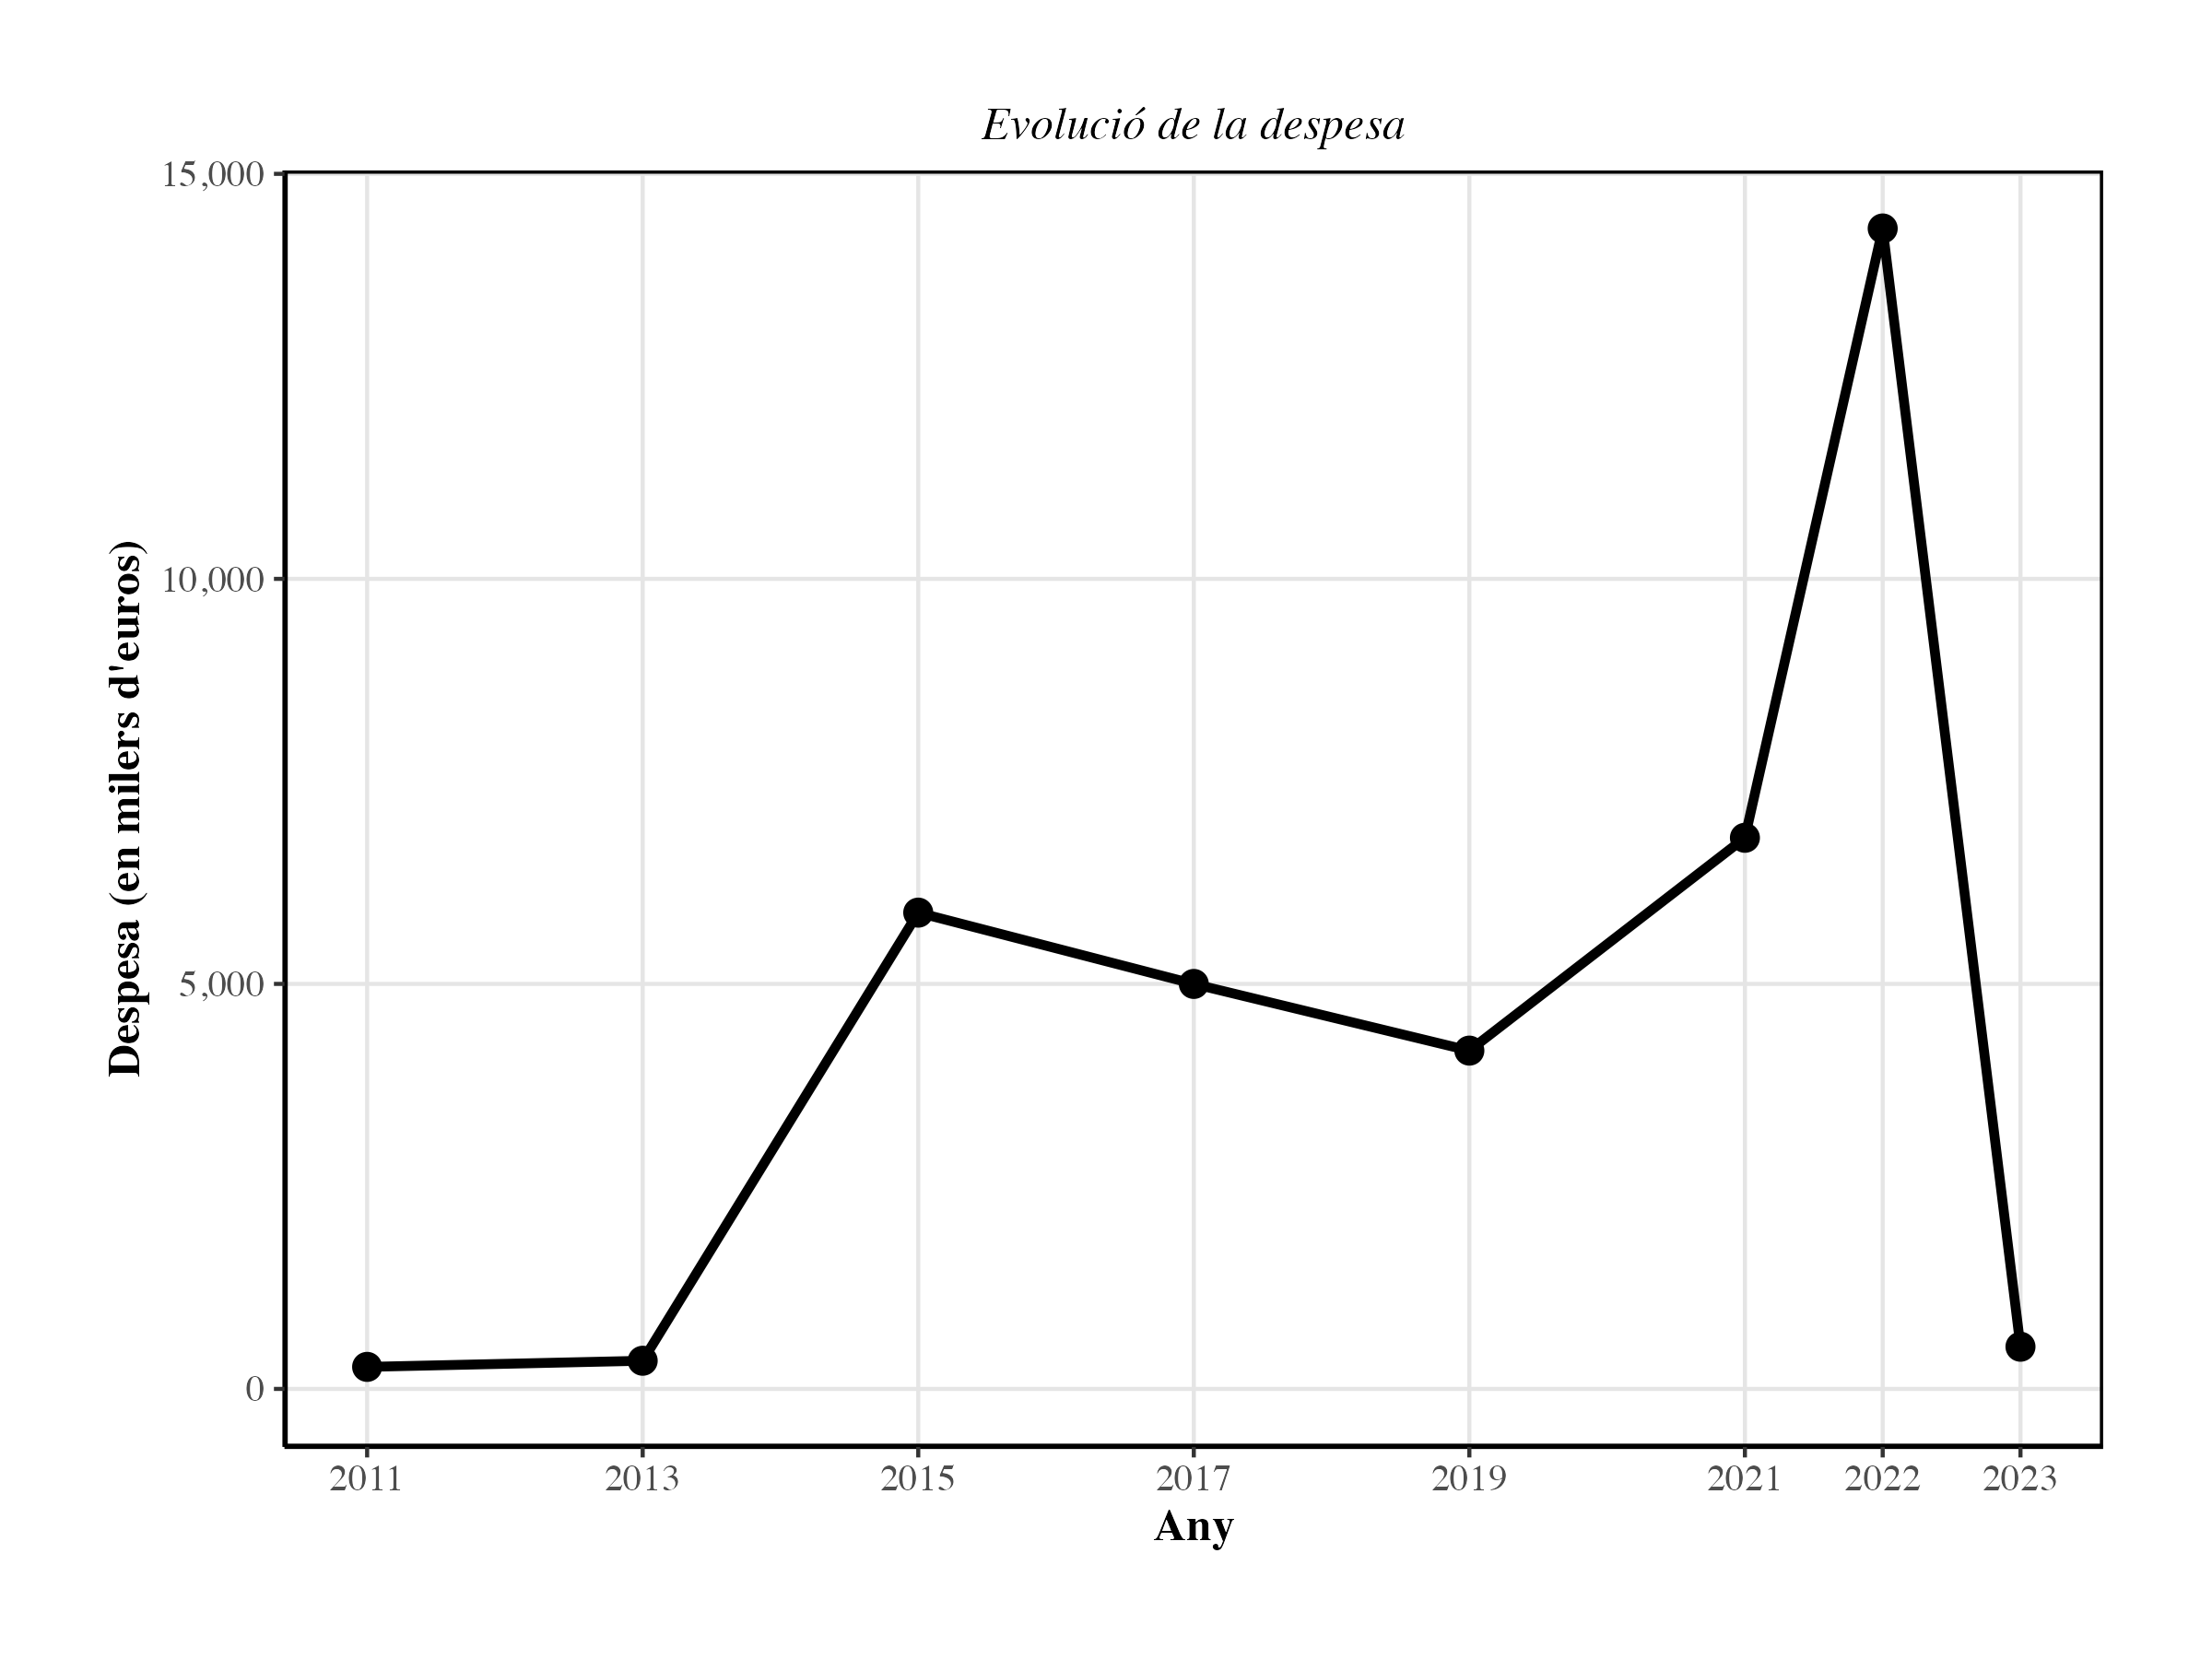 Evolució de la despesa
15,000
10,000
5,000
0
Despesa (en milers d'euros)
2011 2013 2015 2017 2019 2021 2022 2023
Any